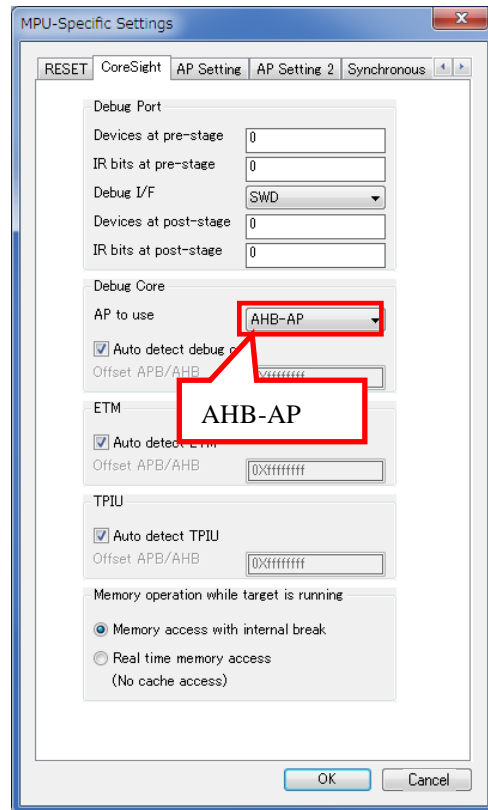 MPU-Specific Settings
RESET CoreSight AP Setting AP Setting 2 Synchronous
Debug Port
Devices at pre-stage 0
IR bits at pre-stage 0
Debug I/F SWD
Devices at post-stage 0
IR bits at post-stage 0
Debug Core
AP to use AHB-AP
Auto detect debug
Offset APB/AHB 0Xffffffff
AHB-AP
ETM
Auto detect ETM
Offset APB/AHB 0Xffffffff
TPIU
Auto detect TPIU
Offset APB/AHB 0Xffffffff
Memory operation while target is running
Memory access with internal break
Real time memory access
(No cache access)
OK Cancel